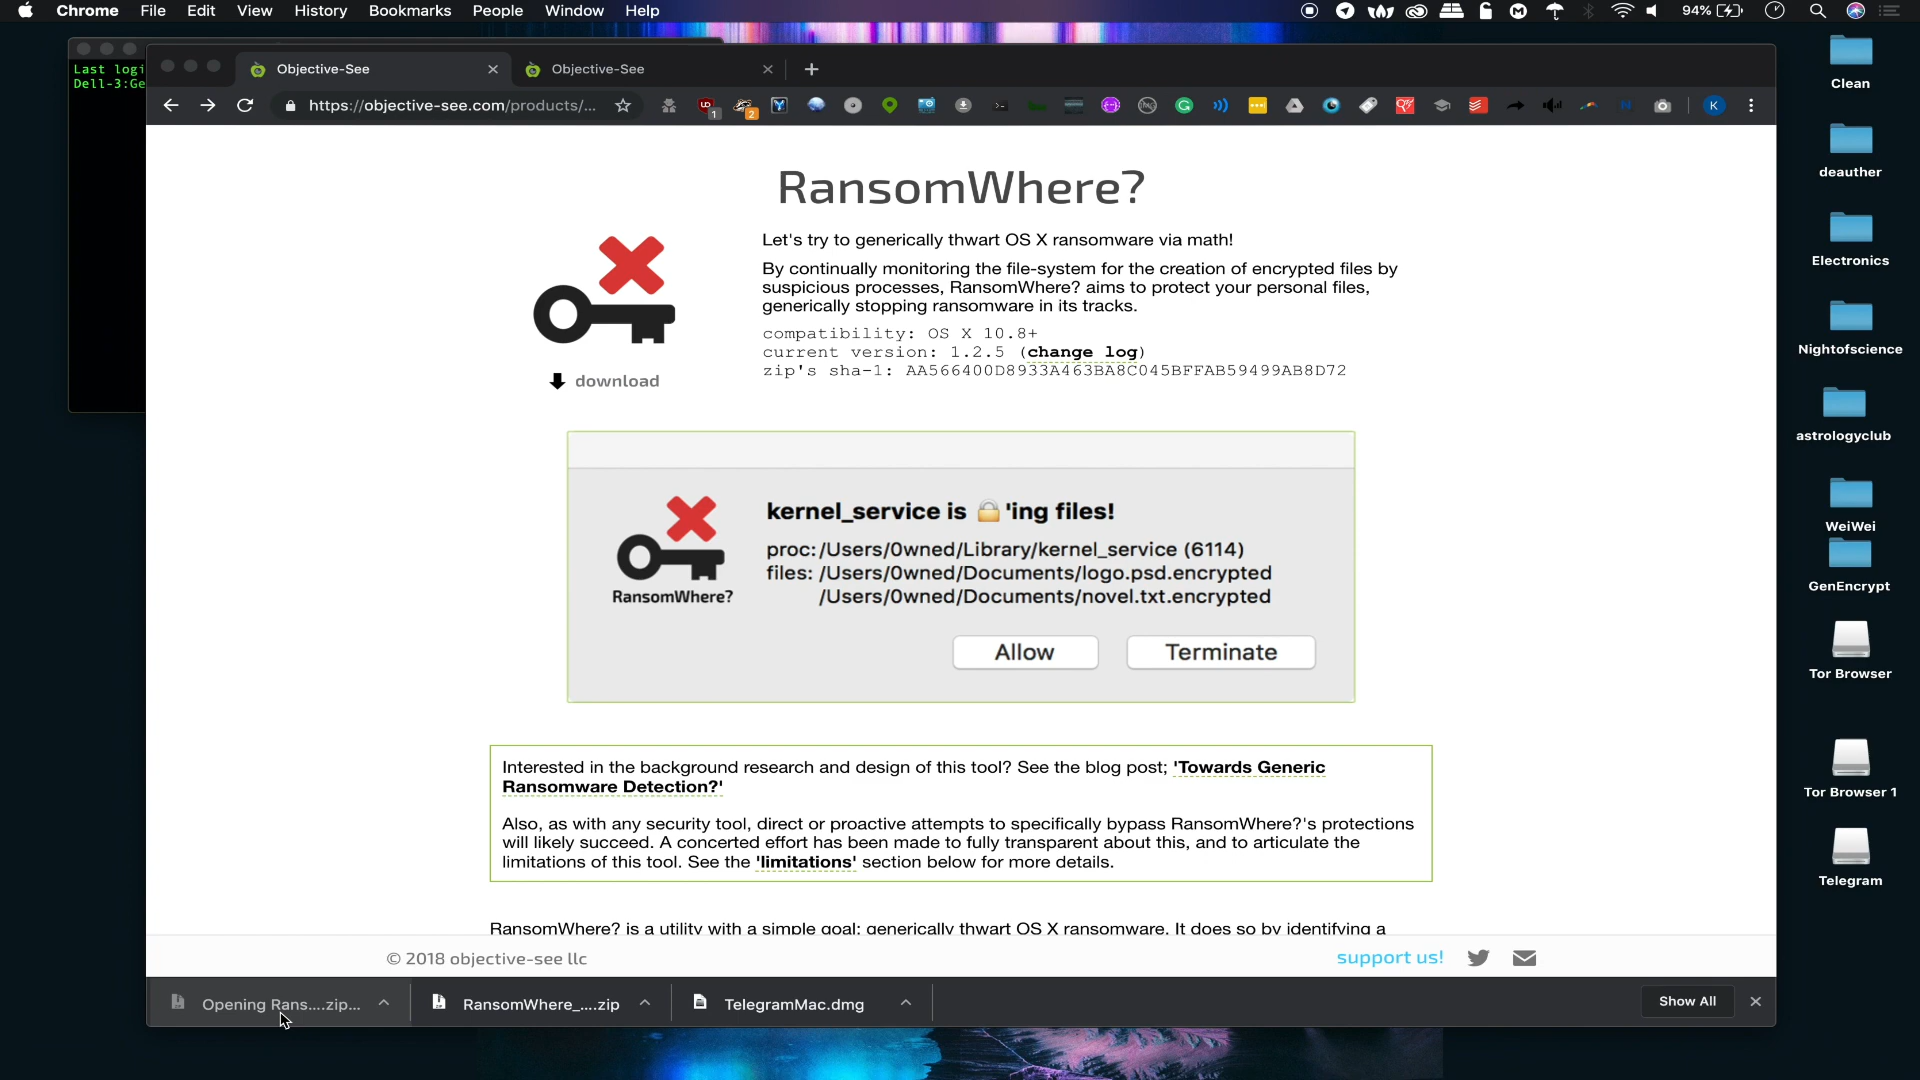 Chrome File Edit View History Bookmarks People Window Help 94%
Last logi
Dell-3:Ge
Objective-See Objective-See
https://objective-see.com/products/...
RansomWhere?
Let's try to generically thwart OS X ransomware via math!
By continually monitoring the file-system for the creation of encrypted files by
suspicious processes, RansomWhere? aims to protect your personal files,
generically stopping ransomware in its tracks.
compatibility: OS X 10.8+
current version: 1.2.5 (change log)
zip's sha-1: AA566400D8933A463BA8C045BFFAB59499AB8D72
download
kernel_service is 🔒'ing files!
proc:/Users/0wned/Library/kernel_service (6114)
files: /Users/0wned/Documents/logo.psd.encrypted
/Users/0wned/Documents/novel.txt.encrypted
RansomWhere?
Allow Terminate
Interested in the background research and design of this tool? See the blog post; 'Towards Generic
Ransomware Detection?'
Also, as with any security tool, direct or proactive attempts to specifically bypass RansomWhere?'s protections
will likely succeed. A concerted effort has been made to fully transparent about this, and to articulate the
limitations of this tool. See the 'limitations' section below for more details.
RansomWhere? is a utility with a simple goal: generically thwart OS X ransomware. It does so by identifying a
© 2018 objective-see llc
support us!
Opening Rans....zip... RansomWhere_....zip TelegramMac.dmg Show All
Clean
deauther
Electronics
Nightofscience
astrologyclub
WeiWei
GenEncrypt
Tor Browser
Tor Browser 1
Telegram